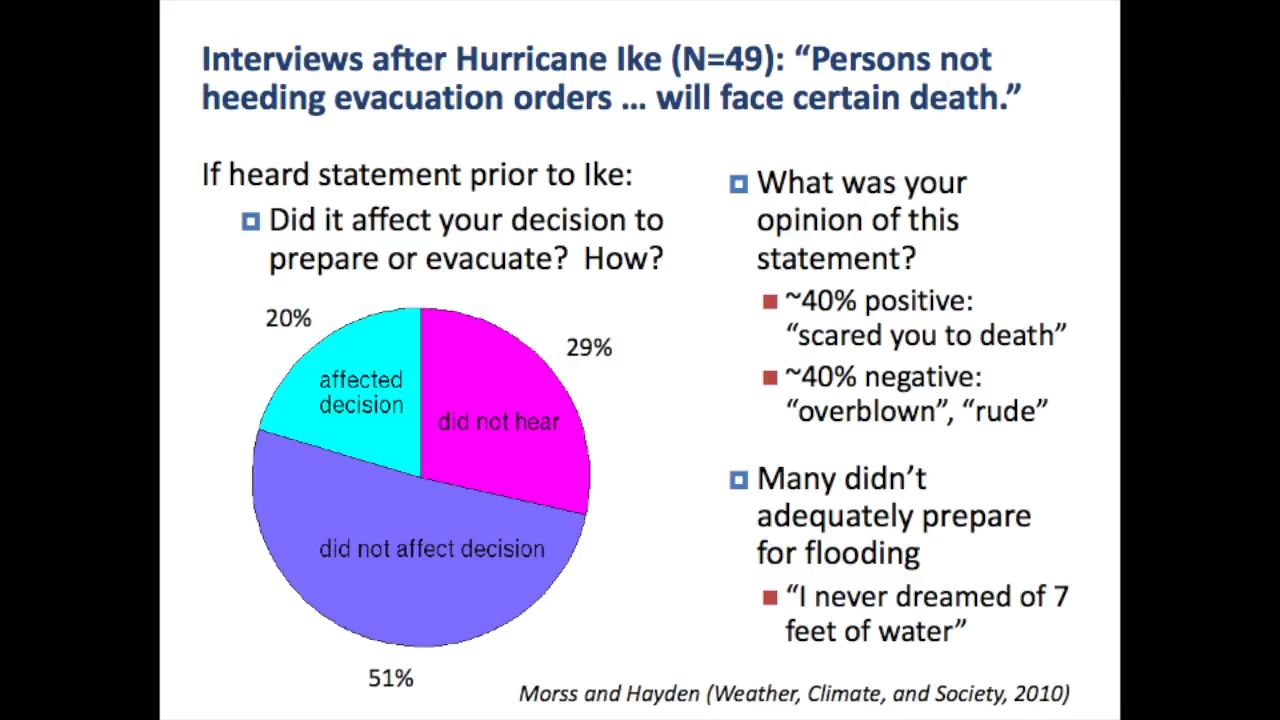 Interviews after Hurricane Ike (N=49): “Persons not
heeding evacuation orders … will face certain death.”
If heard statement prior to Ike:
Did it affect your decision to
prepare or evacuate? How?
20%
29%
affected
decision
did not hear
did not affect decision
51%
What was your
opinion of this
statement?
~40% positive:
“scared you to death”
~40% negative:
“overblown”, “rude”
Many didn’t
adequately prepare
for flooding
“I never dreamed of 7
feet of water”
Morss and Hayden (Weather, Climate, and Society, 2010)